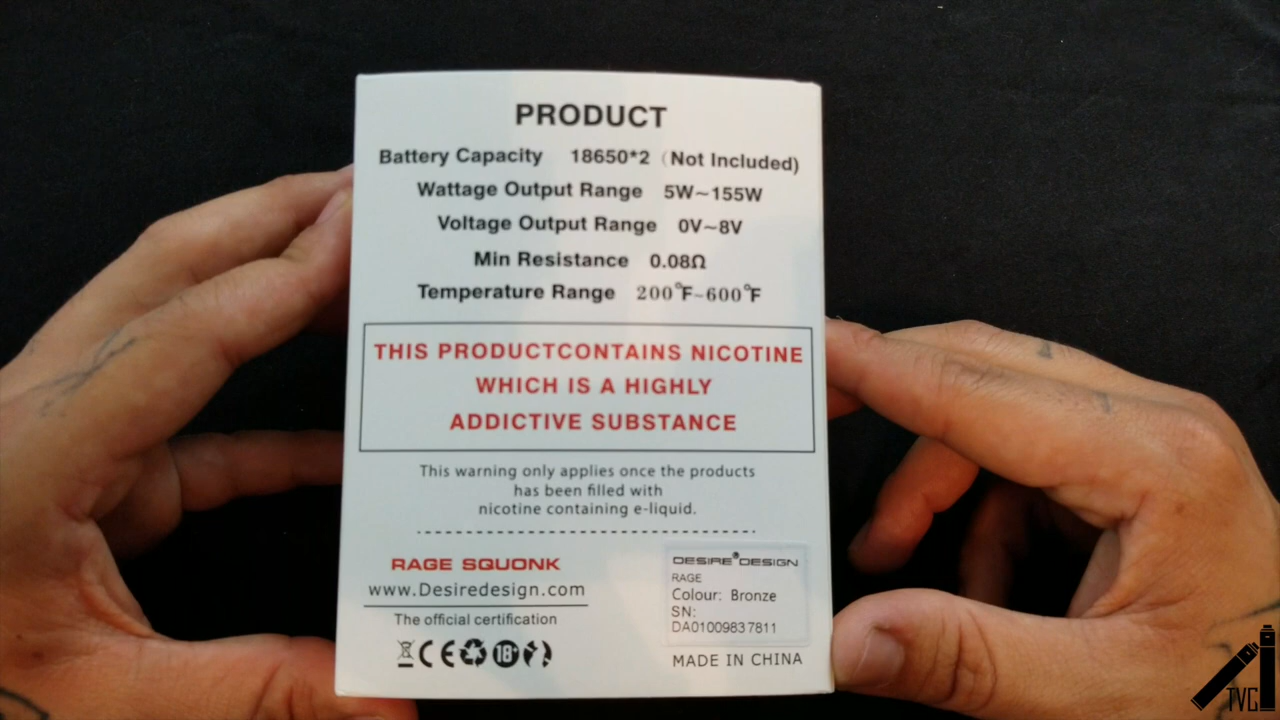 PRODUCT
Battery Capacity 18650*2 (Not Included)
Wattage Output Range 5W~155W
Voltage Output Range 0V~8V
Min Resistance 0.08Ω
Temperature Range 200°F~600°F
THIS PRODUCTCONTAINS NICOTINE
WHICH IS A HIGHLY
ADDICTIVE SUBSTANCE
This warning only applies once the products
has been filled with
nicotine containing e-liquid.
RAGE SQUONK
www.Desiredesign.com
The official certification
CE 18+
DESIRE®DESIGN
RAGE
Colour: Bronze
SN:
DA01009837811
MADE IN CHINA
TVC